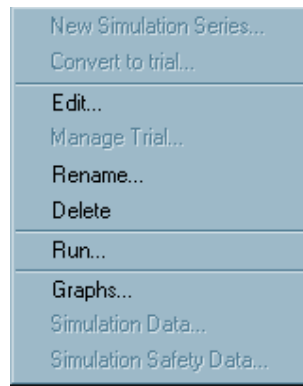 New Simulation Series...
Convert to trial...
Edit...
Manage Trial...
Rename...
Delete
Run...
Graphs...
Simulation Data...
Simulation Safety Data...